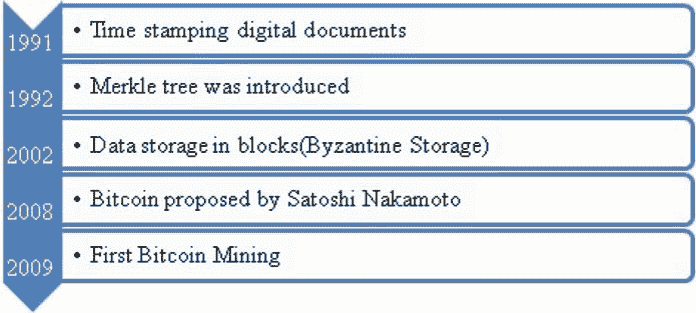 1991
• Time stamping digital documents
1992
• Merkle tree was introduced
2002
• Data storage in blocks(Byzantine Storage)
2008
• Bitcoin proposed by Satoshi Nakamoto
2009
• First Bitcoin Mining